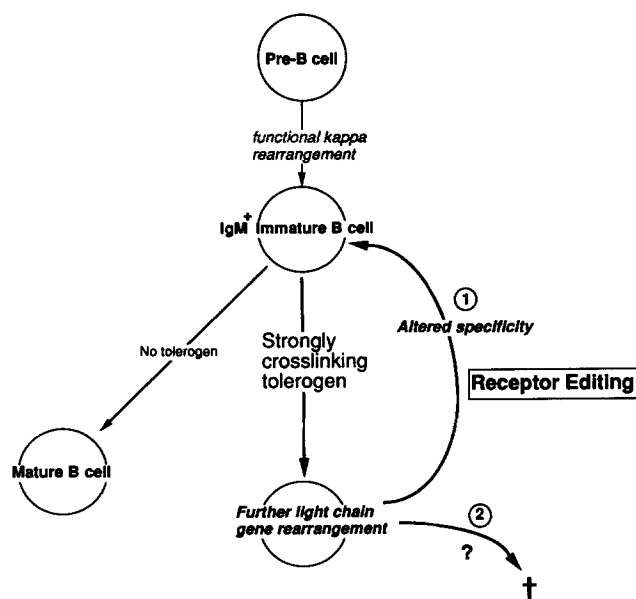 Pre-B cell
functional kappa
rearrangement
IgM+ Immature B cell
No tolerogen
Strongly
crosslinking
tolerogen
1
Altered specificity
Receptor Editing
Mature B cell
Further light chain
gene rearrangement
2
?
†